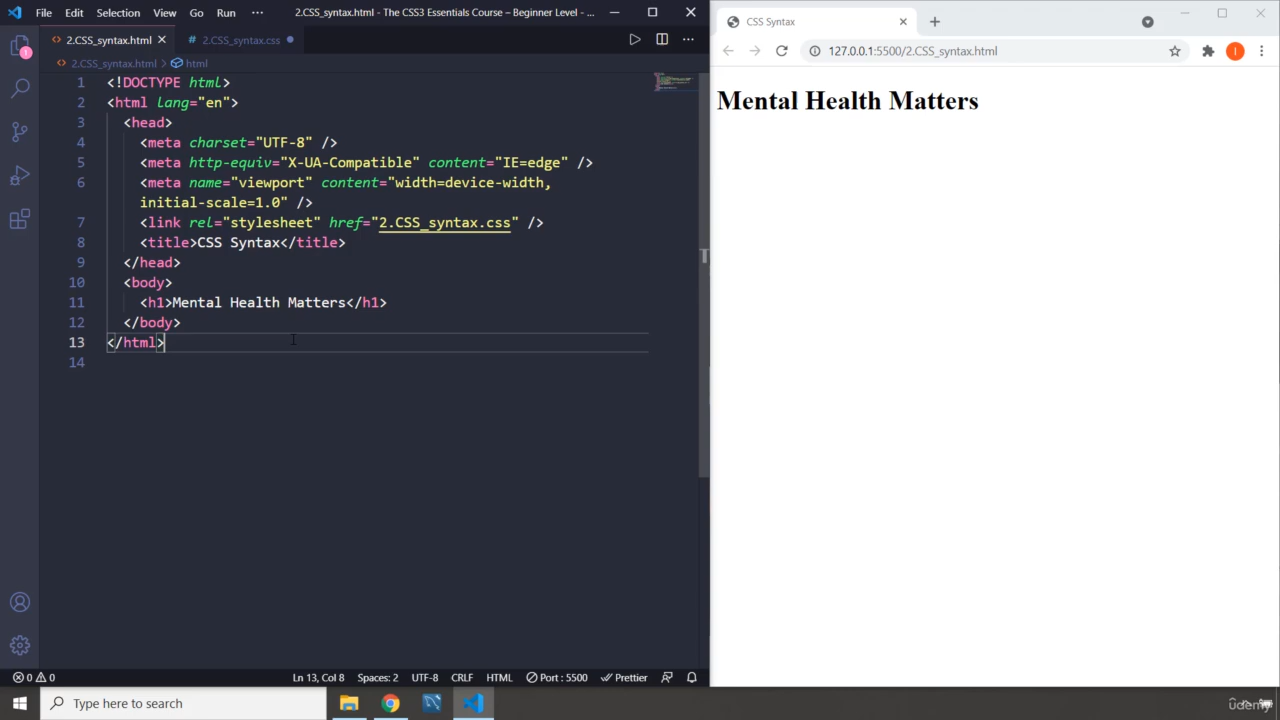 File Edit Selection View Go Run ··· 2.CSS_syntax.html - The CSS3 Essentials Course – Beginner Level - ...
2.CSS_syntax.html 2.CSS_syntax.css
2.CSS_syntax.html > html
1 <!DOCTYPE html>
2 <html lang="en">
3 <head>
4 <meta charset="UTF-8" />
5 <meta http-equiv="X-UA-Compatible" content="IE=edge" />
6 <meta name="viewport" content="width=device-width,
initial-scale=1.0" />
7 <link rel="stylesheet" href="2.CSS_syntax.css" />
8 <title>CSS Syntax</title>
9 </head>
10 <body>
11 <h1>Mental Health Matters</h1>
12 </body>
13 </html>
14
1
0 0 Ln 13, Col 8 Spaces: 2 UTF-8 CRLF HTML Port : 5500 Prettier
CSS Syntax
127.0.0.1:5500/2.CSS_syntax.html
I
Mental Health Matters
Type here to search
udemy